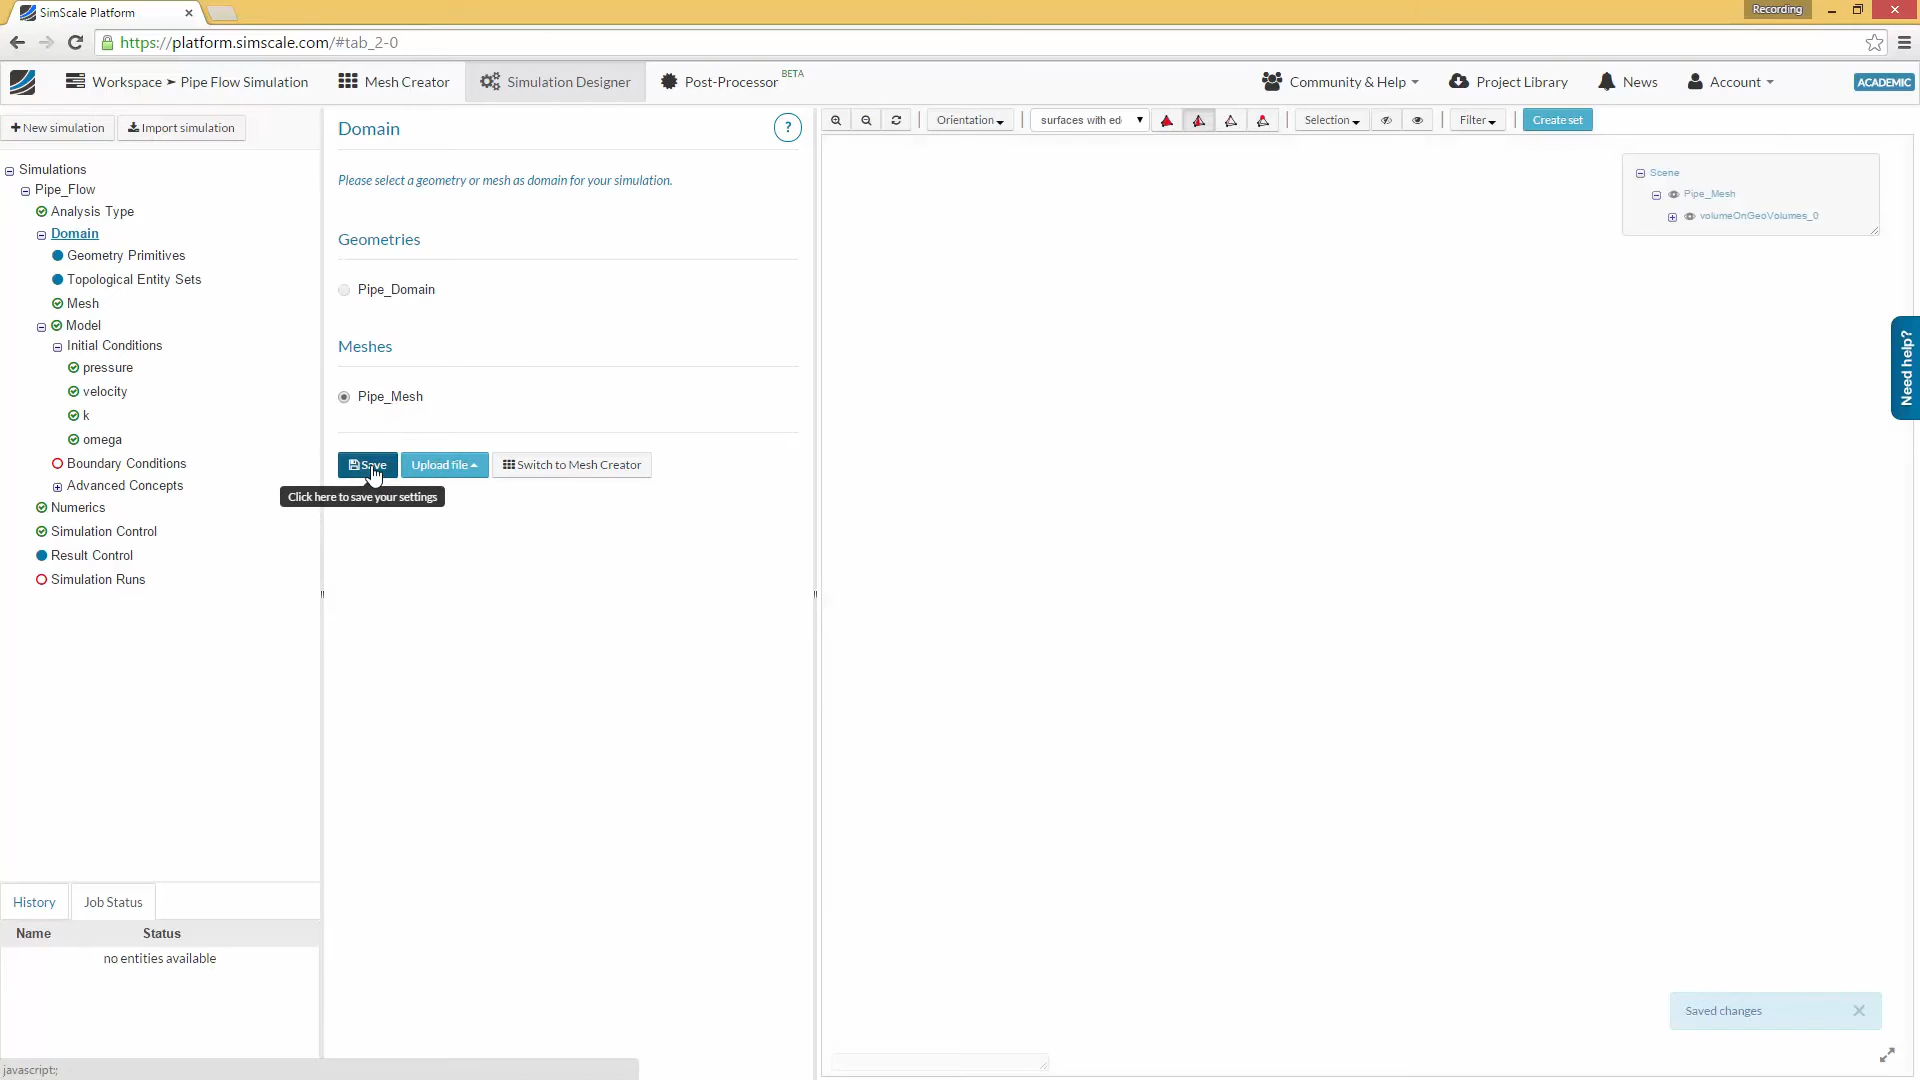 Recording
SimScale Platform
https://platform.simscale.com/#tab_2-0
Workspace ➤ Pipe Flow Simulation
Mesh Creator
Simulation Designer
Post-Processor BETA
Community & Help
Project Library
News
Account
ACADEMIC
New simulation
Import simulation
Simulations
Pipe_Flow
Analysis Type
Domain
Geometry Primitives
Topological Entity Sets
Mesh
Model
Initial Conditions
pressure
velocity
k
omega
Boundary Conditions
Advanced Concepts
Numerics
Simulation Control
Result Control
Simulation Runs
History
Job Status
Name Status
no entities available
javascript:;
Domain
?
Please select a geometry or mesh as domain for your simulation.
Geometries
Pipe_Domain
Meshes
Pipe_Mesh
Save
Upload file
Switch to Mesh Creator
Click here to save your settings
Orientation
surfaces with ed
Selection
Filter
Create set
Scene
Pipe_Mesh
volumeOnGeoVolumes_0
Need help?
Saved changes